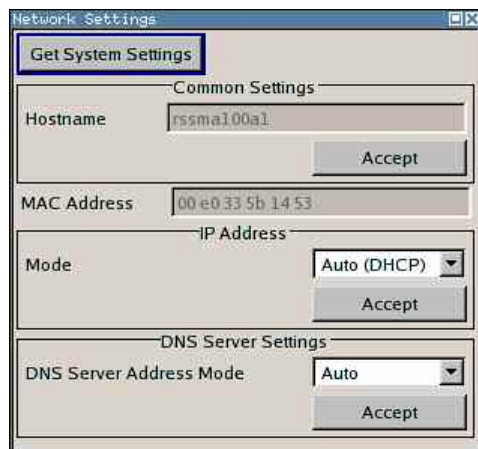 Network Settings
Get System Settings
Common Settings
Hostname rssma100a1
Accept
MAC Address 00 e0 33 5b 14 53
IP Address
Mode Auto (DHCP)
Accept
DNS Server Settings
DNS Server Address Mode Auto
Accept